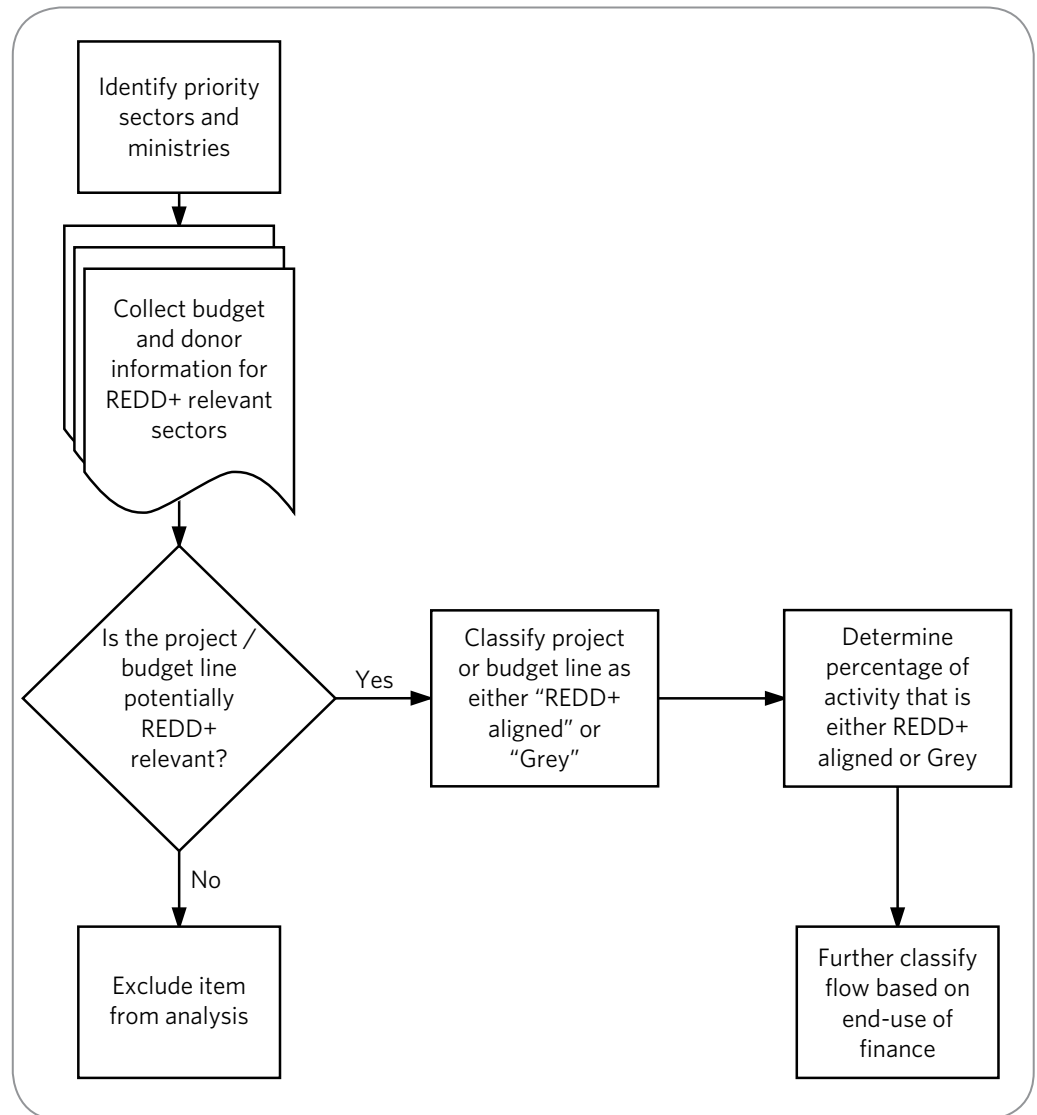 Identify priority
sectors and
ministries
Collect budget
and donor
information for
REDD+ relevant
sectors
Is the project /
budget line
potentially
REDD+
relevant?
Yes
Classify project
or budget line as
either “REDD+
aligned” or
“Grey”
Determine
percentage of
activity that is
either REDD+
aligned or Grey
No
Exclude item
from analysis
Further classify
flow based on
end-use of
finance